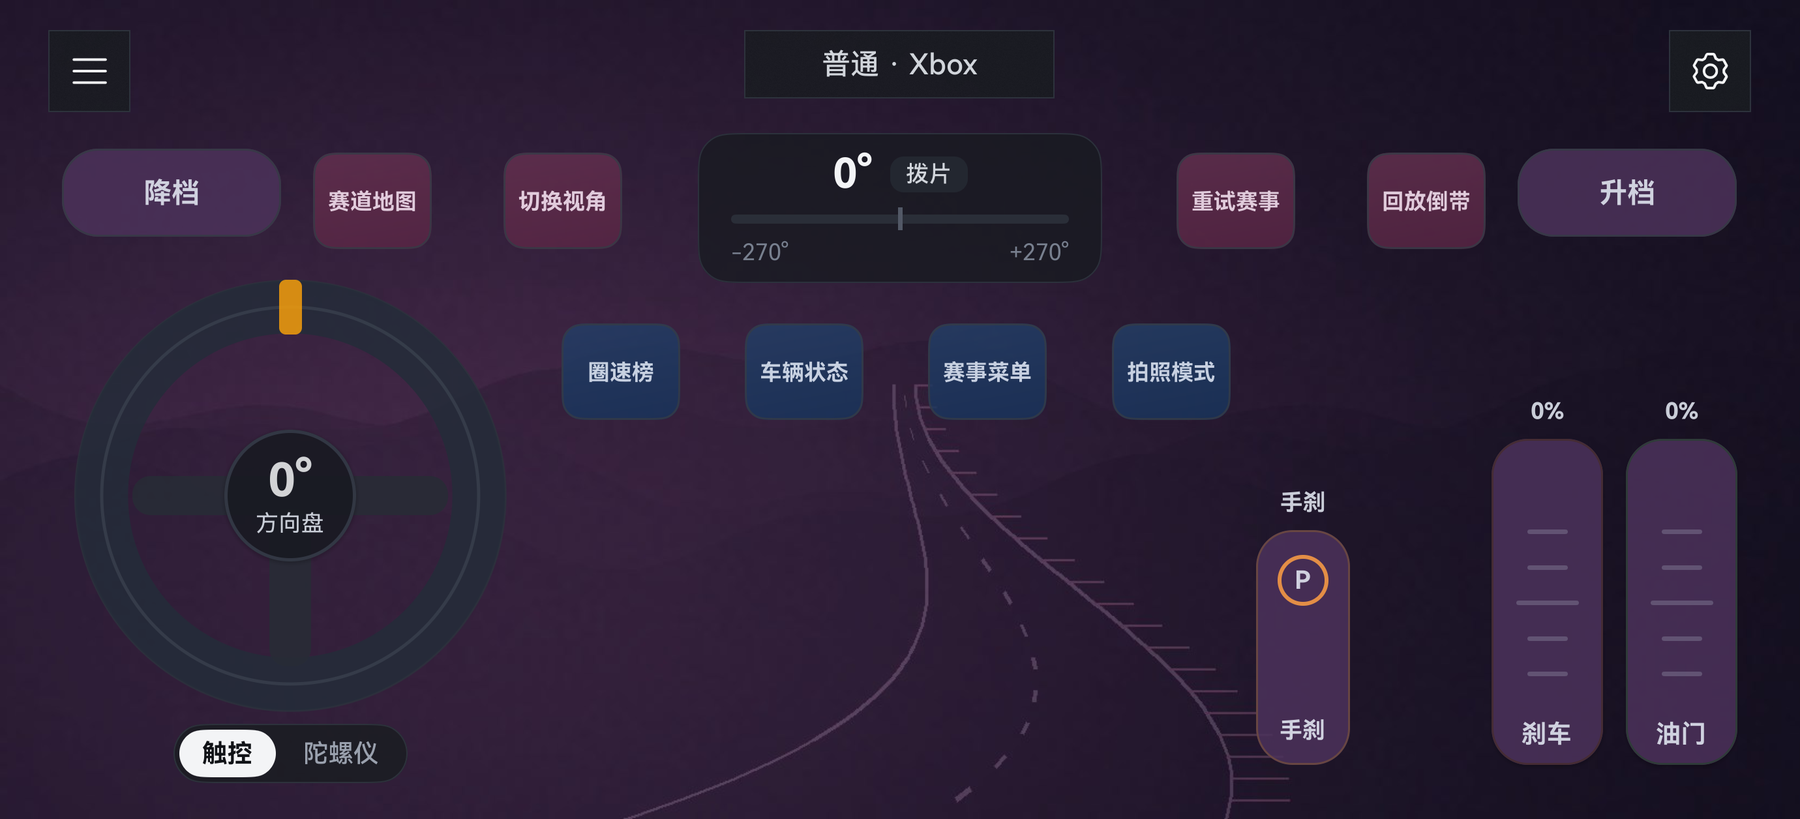 普通 · Xbox
降档
赛道地图
切换视角
0° 拨片
-270° +270°
重试赛事
回放倒带
升档
圈速榜
车辆状态
赛事菜单
拍照模式
0°
方向盘
触控
陀螺仪
手刹
P
手刹
0%
刹车
0%
油门